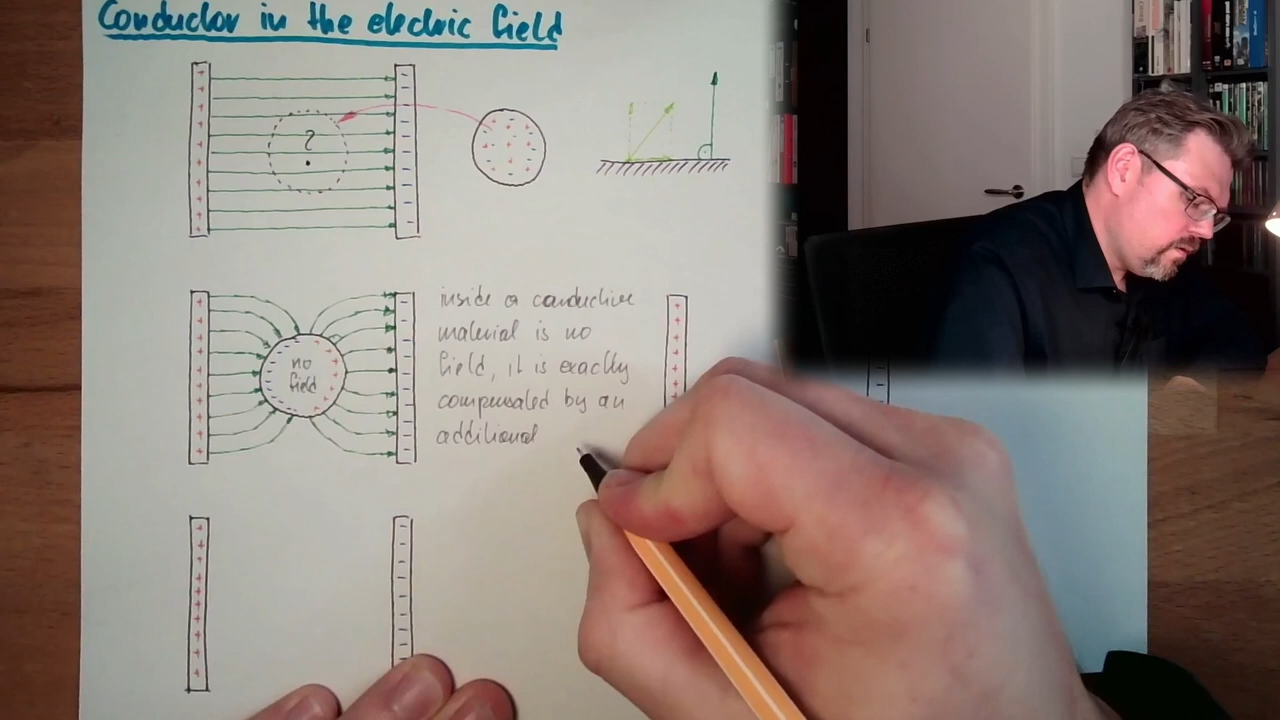 Conductor in the electric field
?
no
field
inside a conductive
material is no
field, it is exactly
compensated by an
additional